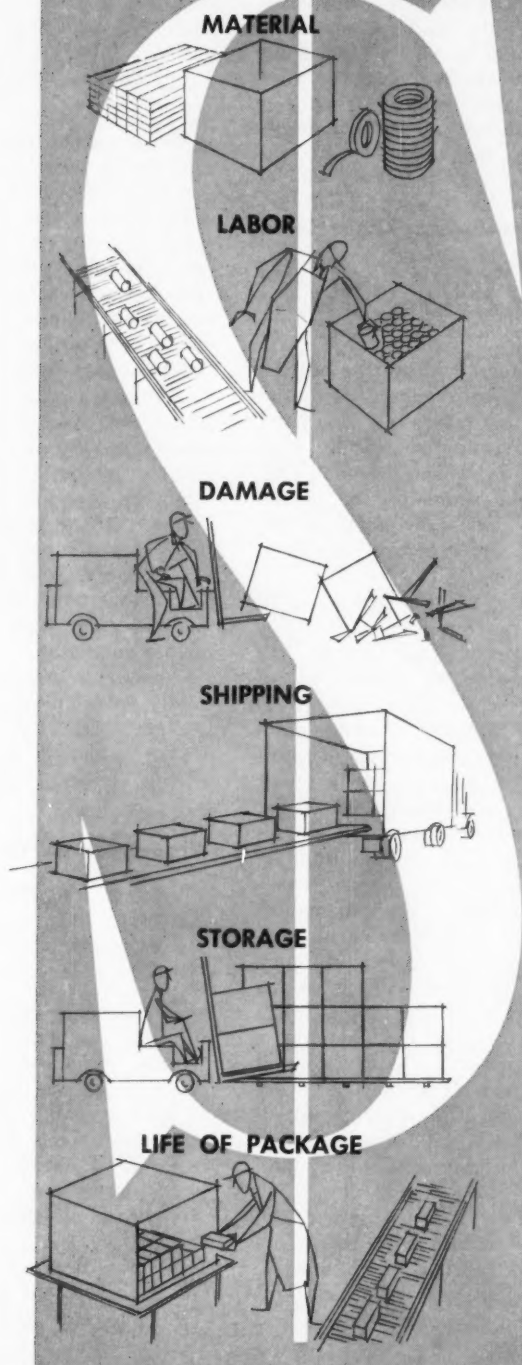 MATERIAL
LABOR
DAMAGE
SHIPPING
STORAGE
LIFE OF PACKAGE